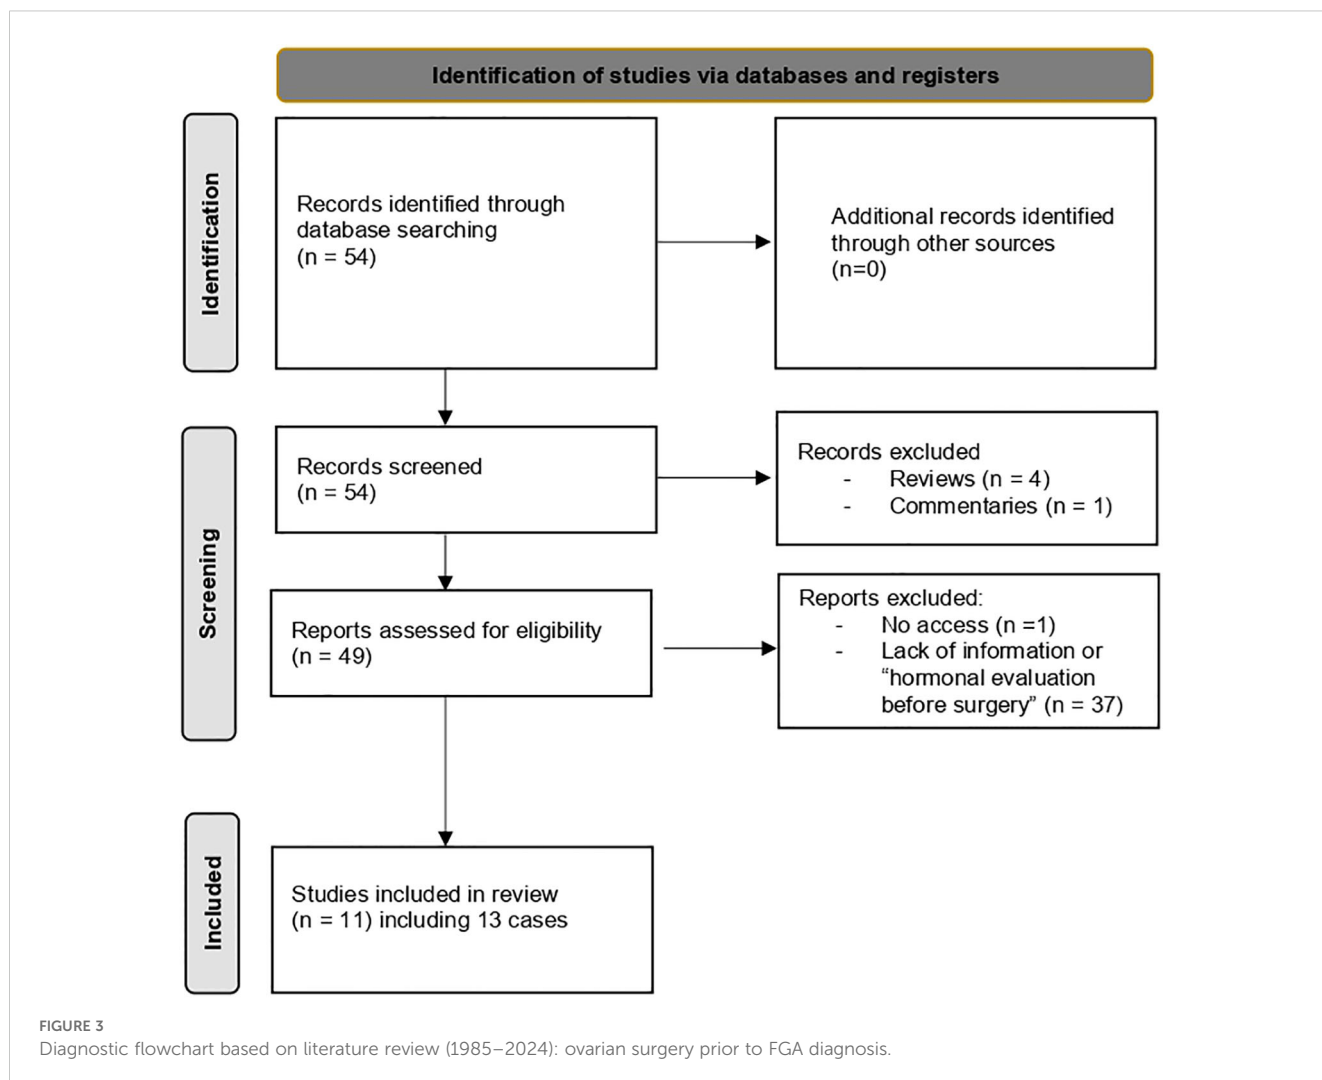 Identification of studies via databases and registers
Identification
Records identified through
database searching
(n = 54)
Additional records identified
through other sources
(n=0)
Screening
Records screened
(n = 54)
Records excluded
- Reviews (n = 4)
- Commentaries (n = 1)
Reports assessed for eligibility
(n = 49)
Reports excluded:
- No access (n =1)
- Lack of information or
“hormonal evaluation
before surgery” (n = 37)
Included
Studies included in review
(n = 11) including 13 cases
FIGURE 3
Diagnostic flowchart based on literature review (1985–2024): ovarian surgery prior to FGA diagnosis.